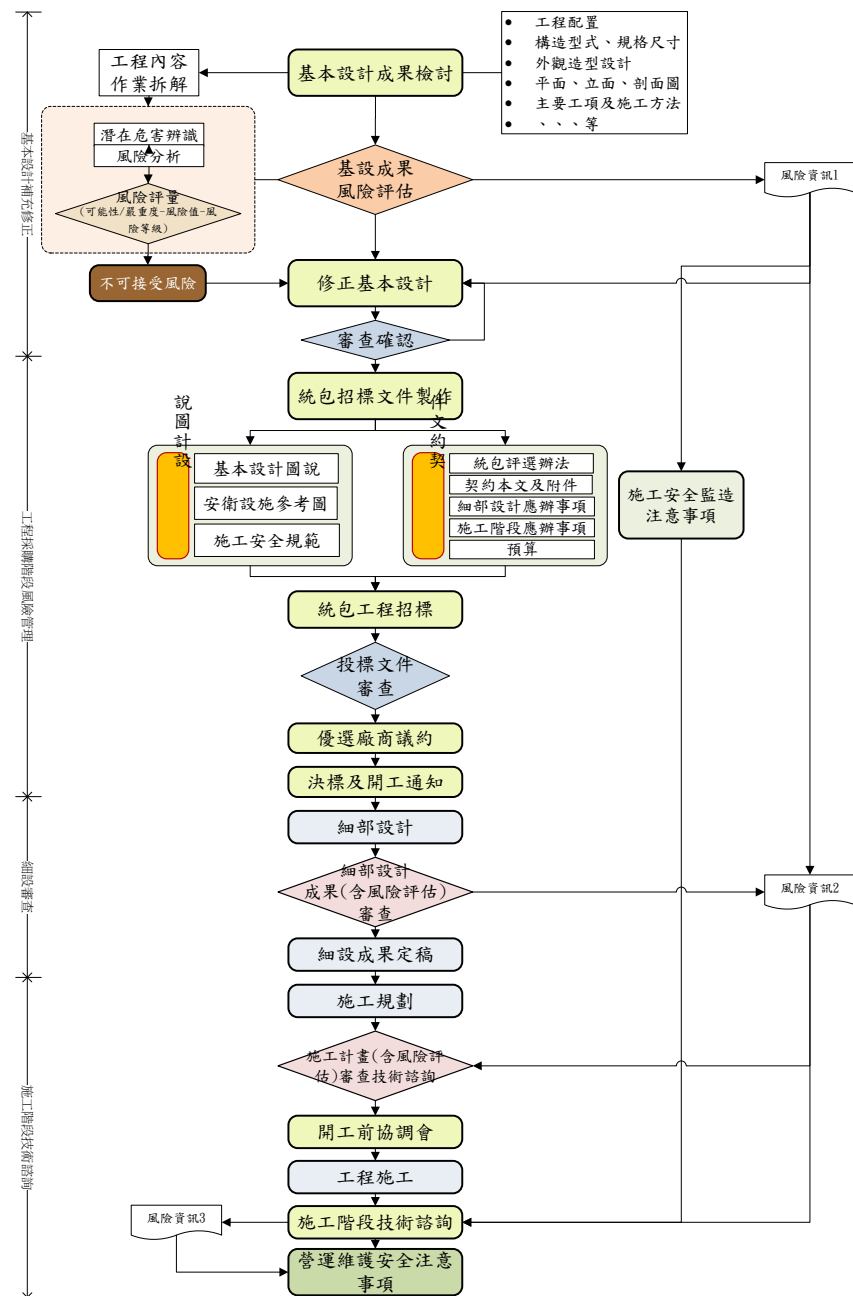 工程內容
作業拆解
基本設計成果檢討
• 工程配置
• 構造型式、規格尺寸
• 外觀造型設計
• 平面、立面、剖面圖
• 主要工項及施工方法
• 、、、等
基本設計補充修正
潛在危害辨識
風險分析
風險評量
(可能性/嚴重度-風險值-風
險等級)
基設成果
風險評估
風險資訊1
不可接受風險
修正基本設計
審查確認
工程採購階段風險管理
統包招標文件製作
說
圖
計
設
基本設計圖說
安衛設施參考圖
施工安全規範
件
文
約
契
統包評選辦法
契約本文及附件
細部設計應辦事項
施工階段應辦事項
預算
施工安全監造
注意事項
統包工程招標
投標文件
審查
優選廠商議約
決標及開工通知
細設審查
細部設計
細部設計
成果(含風險評估)
審查
風險資訊2
細設成果定稿
施工階段技術諮詢
施工規劃
施工計畫(含風險評
估)審查技術諮詢
開工前協調會
工程施工
風險資訊3
施工階段技術諮詢
營運維護安全注意
事項